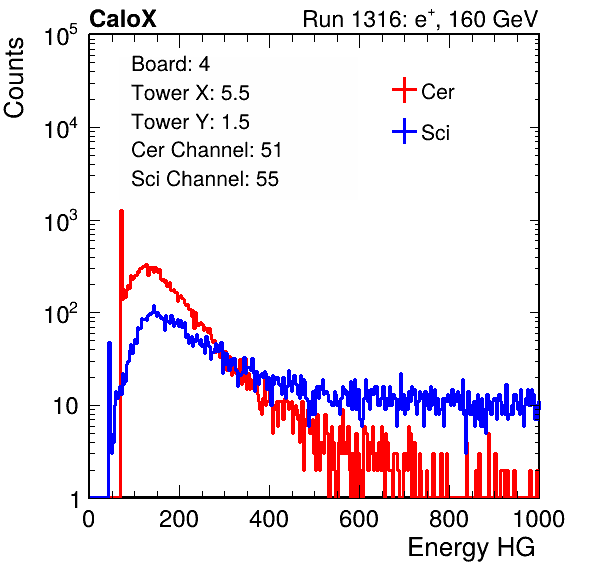 CaloX Run 1316: e⁺, 160 GeV
Counts
10⁵
10⁴
10³
10²
10
1
Board: 4
Tower X: 5.5
Tower Y: 1.5
Cer Channel: 51
Sci Channel: 55
Cer
Sci
0 200 400 600 800 1000
Energy HG